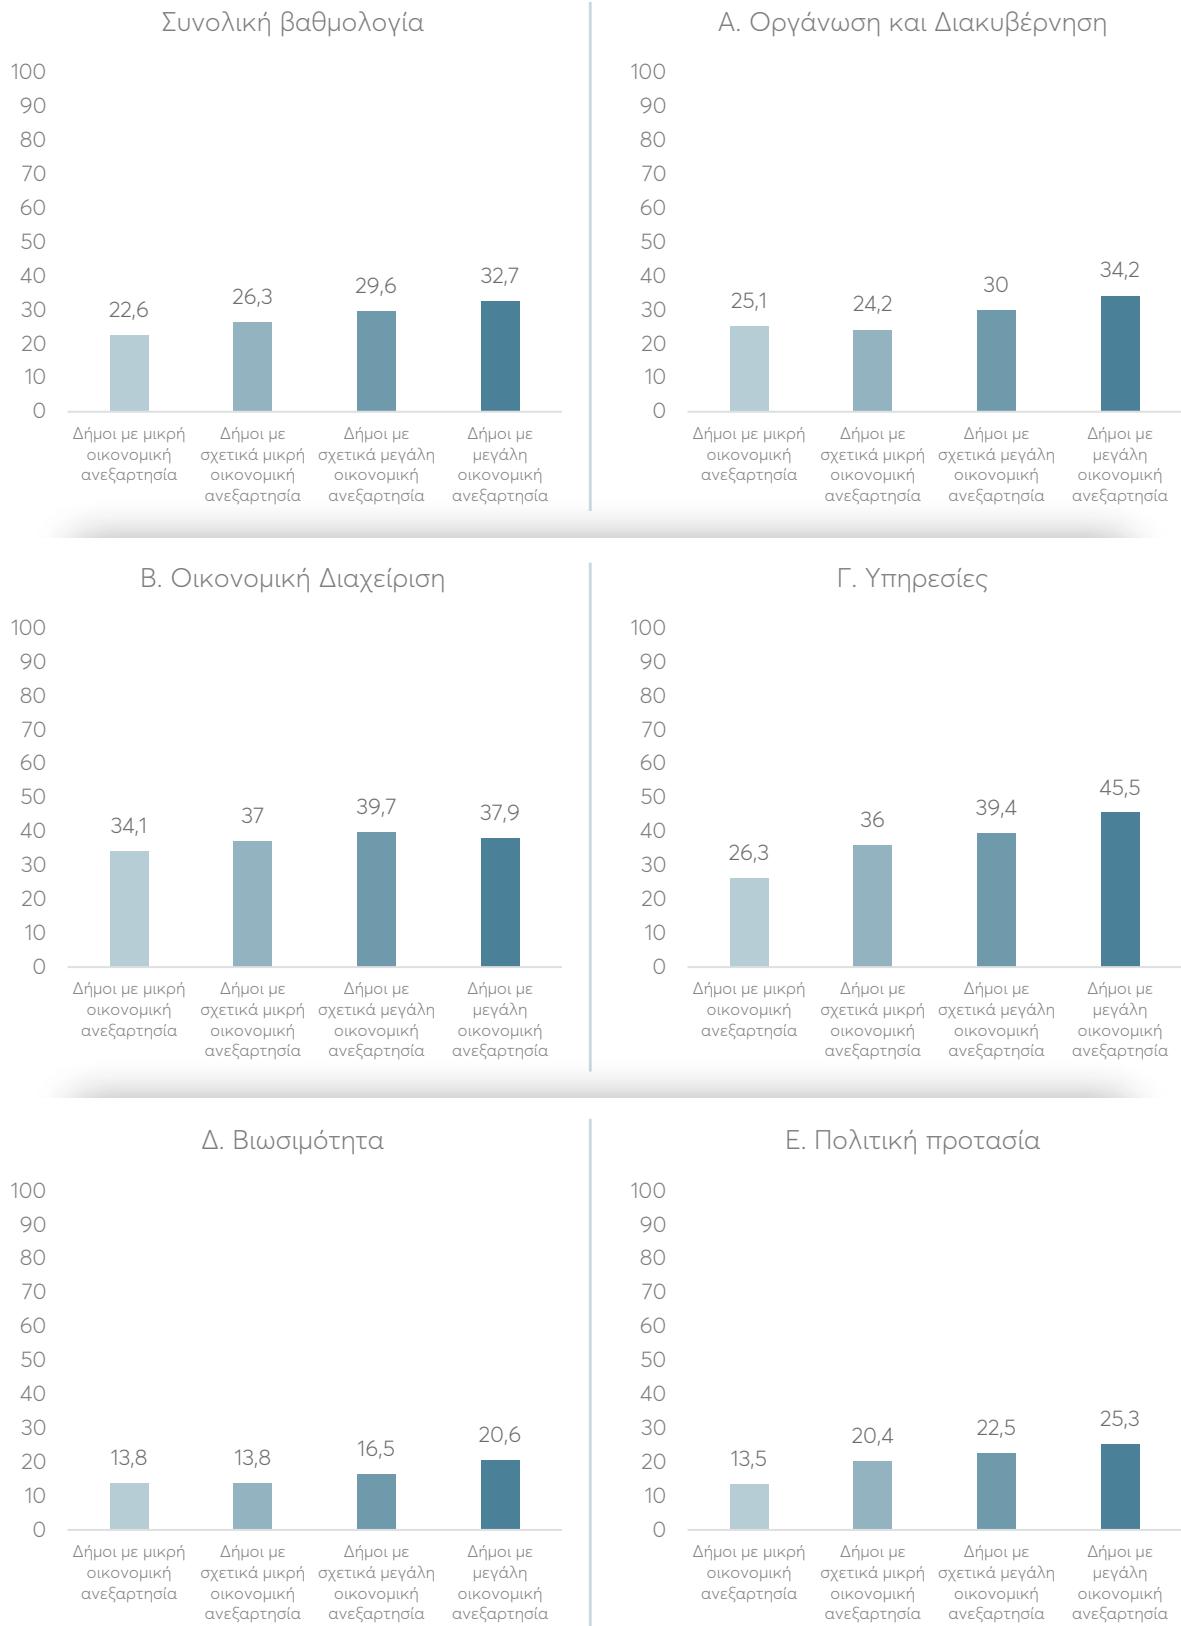 Συνολική βαθμολογία
100
90
80
70
60
50
40
30
20
10
0
22,6
26,3
29,6
32,7
Δήμοι με μικρή
οικονομική
ανεξαρτησία
Δήμοι με
σχετικά μικρή
οικονομική
ανεξαρτησία
Δήμοι με
σχετικά μεγάλη
οικονομική
ανεξαρτησία
Δήμοι με
μεγάλη
οικονομική
ανεξαρτησία
Α. Οργάνωση και Διακυβέρνηση
100
90
80
70
60
50
40
30
20
10
0
25,1
24,2
30
34,2
Δήμοι με μικρή
οικονομική
ανεξαρτησία
Δήμοι με
σχετικά μικρή
οικονομική
ανεξαρτησία
Δήμοι με
σχετικά μεγάλη
οικονομική
ανεξαρτησία
Δήμοι με
μεγάλη
οικονομική
ανεξαρτησία
Β. Οικονομική Διαχείριση
100
90
80
70
60
50
40
30
20
10
0
34,1
37
39,7
37,9
Δήμοι με μικρή
οικονομική
ανεξαρτησία
Δήμοι με
σχετικά μικρή
οικονομική
ανεξαρτησία
Δήμοι με
σχετικά μεγάλη
οικονομική
ανεξαρτησία
Δήμοι με
μεγάλη
οικονομική
ανεξαρτησία
Γ. Υπηρεσίες
100
90
80
70
60
50
40
30
20
10
0
26,3
36
39,4
45,5
Δήμοι με μικρή
οικονομική
ανεξαρτησία
Δήμοι με
σχετικά μικρή
οικονομική
ανεξαρτησία
Δήμοι με
σχετικά μεγάλη
οικονομική
ανεξαρτησία
Δήμοι με
μεγάλη
οικονομική
ανεξαρτησία
Δ. Βιωσιμότητα
100
90
80
70
60
50
40
30
20
10
0
13,8
13,8
16,5
20,6
Δήμοι με μικρή
οικονομική
ανεξαρτησία
Δήμοι με
σχετικά μικρή
οικονομική
ανεξαρτησία
Δήμοι με
σχετικά μεγάλη
οικονομική
ανεξαρτησία
Δήμοι με
μεγάλη
οικονομική
ανεξαρτησία
Ε. Πολιτική προτασία
100
90
80
70
60
50
40
30
20
10
0
13,5
20,4
22,5
25,3
Δήμοι με μικρή
οικονομική
ανεξαρτησία
Δήμοι με
σχετικά μικρή
οικονομική
ανεξαρτησία
Δήμοι με
σχετικά μεγάλη
οικονομική
ανεξαρτησία
Δήμοι με
μεγάλη
οικονομική
ανεξαρτησία